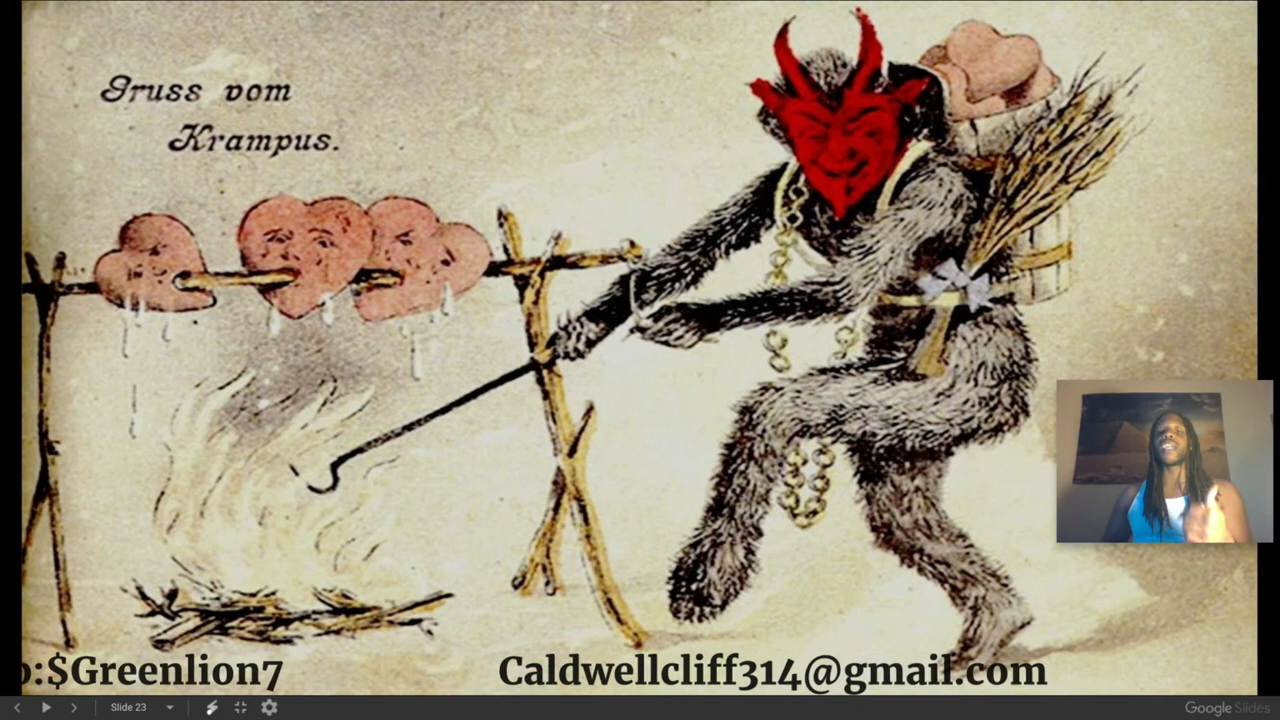 Gruss vom
Krampus.
:$Greenlion7
Caldwellcliff314@gmail.com
Slide 23
Google Slides